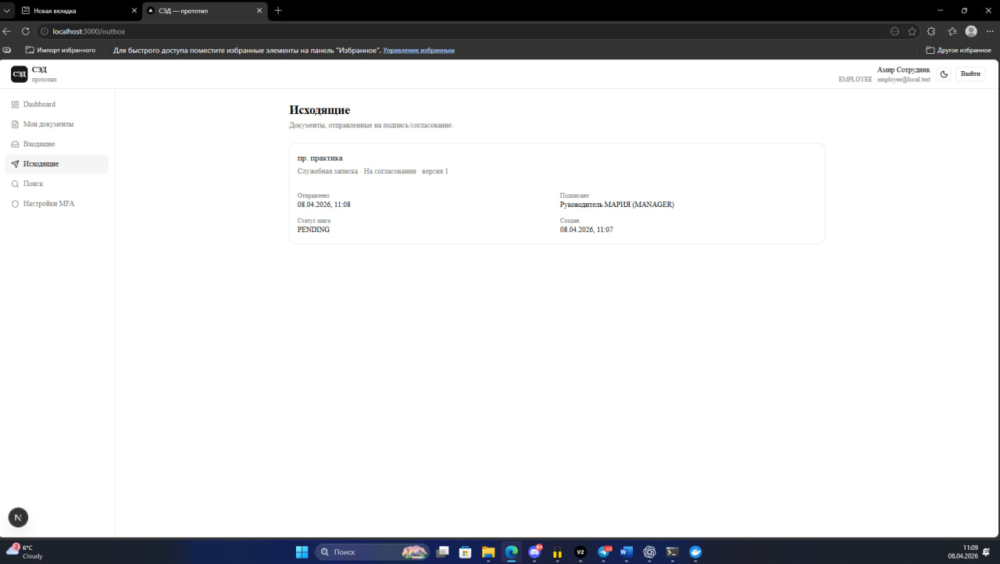 Новая вкладка
СЭД — прототип
localhost:3000/outbox
Импорт избранного
Для быстрого доступа поместите избранные элементы на панель "Избранное". Управление избранным
Другое избранное
СЭД
СЭД
прототип
Амир Сотрудник
EMPLOYEE · employee@local.test
Выйти
Dashboard
Мои документы
Входящие
Исходящие
Поиск
Настройки MFA
Исходящие
Документы, отправленные на подпись/согласование.
пр. практика
Служебная записка · На согласовании · версия 1
Отправлено
08.04.2026, 11:08
Подписант
Руководитель МАРИЯ (MANAGER)
Статус шага
PENDING
Создан
08.04.2026, 11:07
N
2
6°C
Cloudy
Поиск
V2
W
11:09
08.04.2026